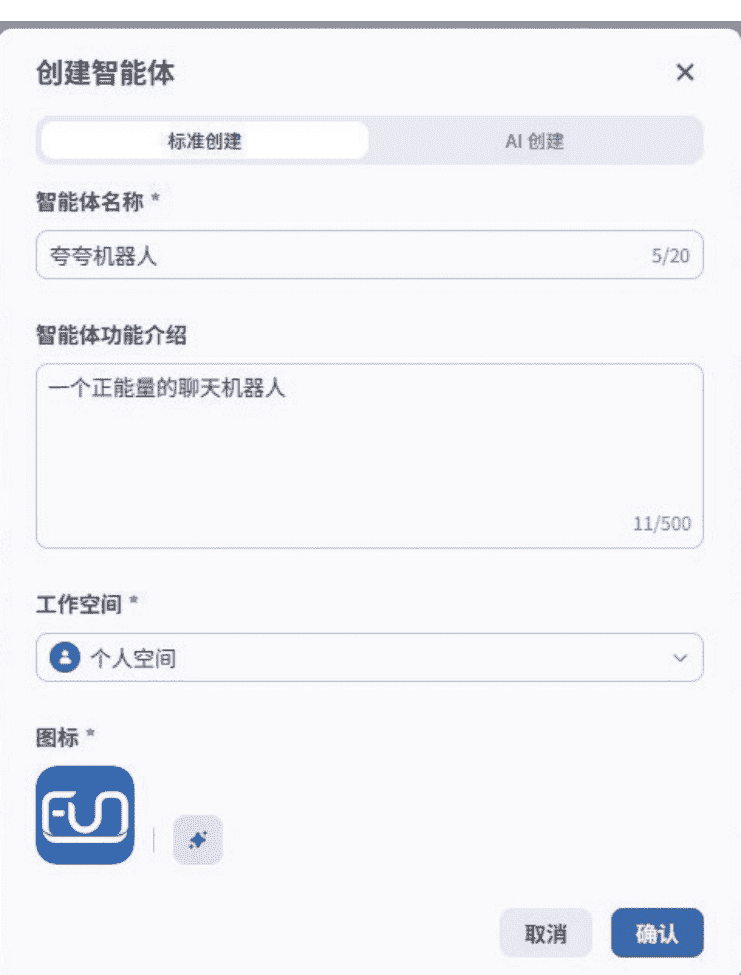 创建智能体
标准创建
AI 创建
智能体名称 *
夸夸机器人
5/20
智能体功能介绍
一个正能量的聊天机器人
11/500
工作空间 *
个人空间
图标 *
FUN
取消
确认